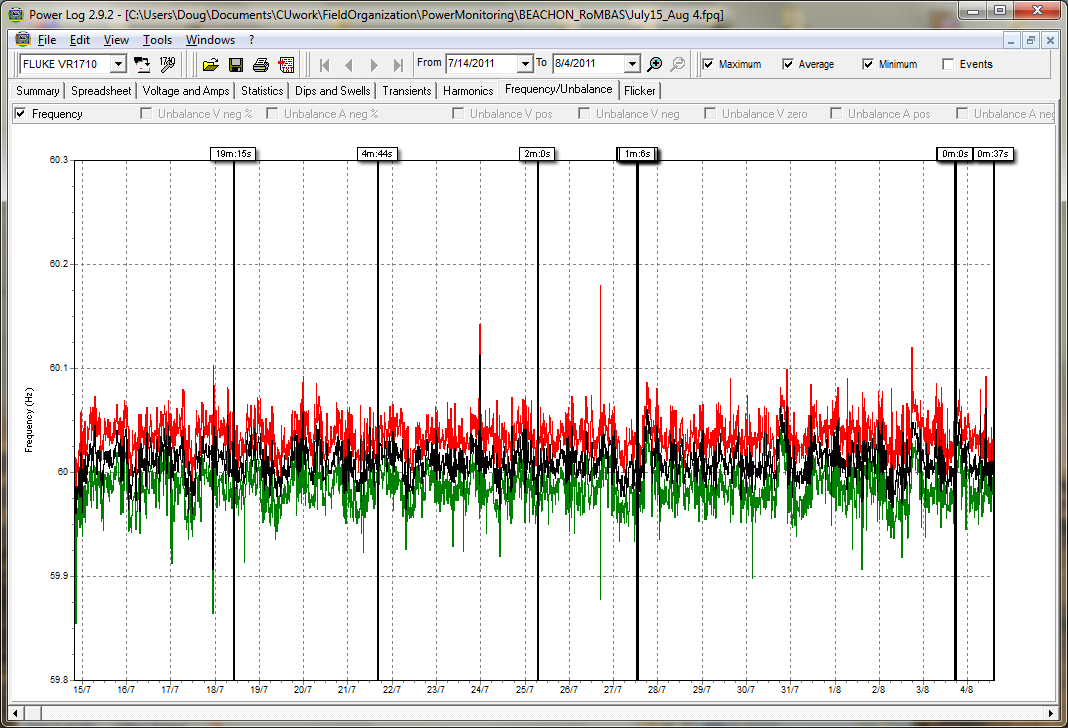 Power Log 2.9.2 - [C:\Users\Doug\Documents\CUwork\FieldOrganization\PowerMonitoring\BEACHON_RoMBAS\July15_Aug 4.fpq]
File Edit View Tools Windows ?
FLUKE VR1710 From 7/14/2011 To 8/4/2011 Maximum Average Minimum Events
Summary Spreadsheet Voltage and Amps Statistics Dips and Swells Transients Harmonics Frequency/Unbalance Flicker
Frequency Unbalance V neg % Unbalance A neg % Unbalance V pos Unbalance V neg Unbalance V zero Unbalance A pos Unbalance A neg
19m:15s 4m:44s 2m:0s 1m:6s 0m:0s 0m:37s
60.3
60.2
60.1
60
59.9
59.8
Frequency (Hz)
15/7 16/7 17/7 18/7 19/7 20/7 21/7 22/7 23/7 24/7 25/7 26/7 27/7 28/7 29/7 30/7 31/7 1/8 2/8 3/8 4/8